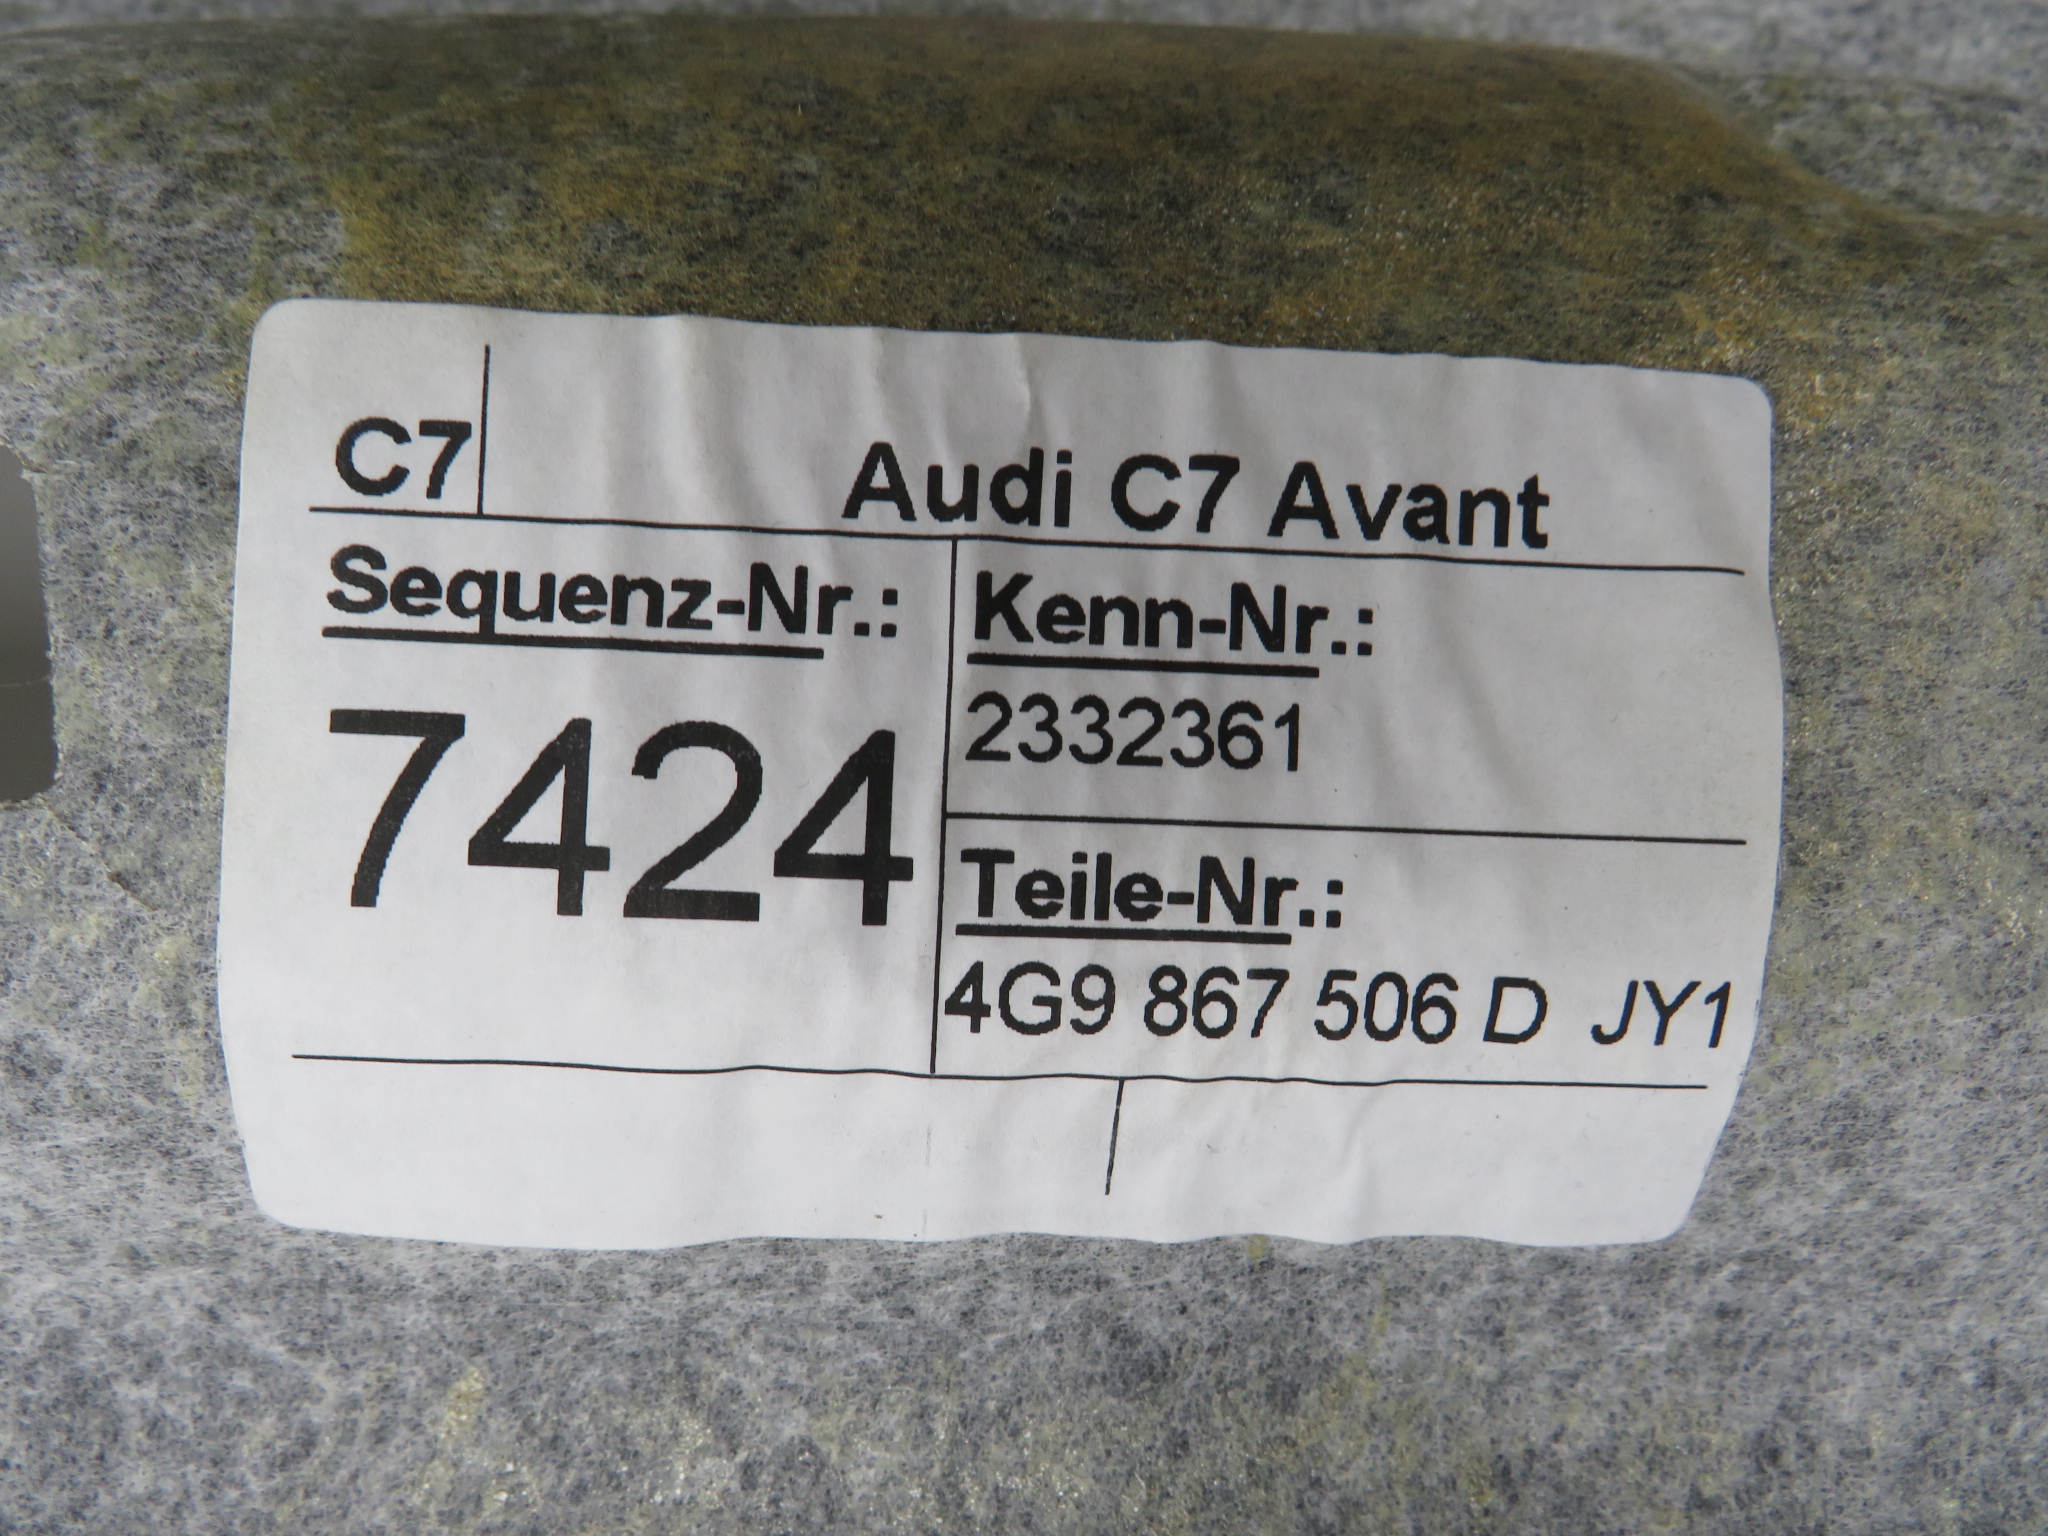 C7 Audi C7 Avant
Sequenz-Nr.:
7424
Kenn-Nr.:
2332361
Teile-Nr.:
4G9 867 506 D JY1